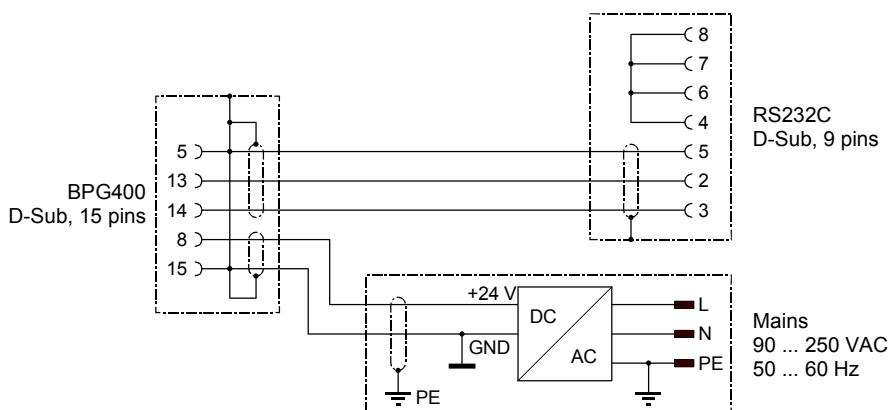 8
7
6
4
RS232C
D-Sub, 9 pins
5
5
13
2
BPG400
D-Sub, 15 pins
14
3
8
15
+24 V
DC
L
Mains
N
90 ... 250 VAC
GND
AC
PE
50 ... 60 Hz
PE